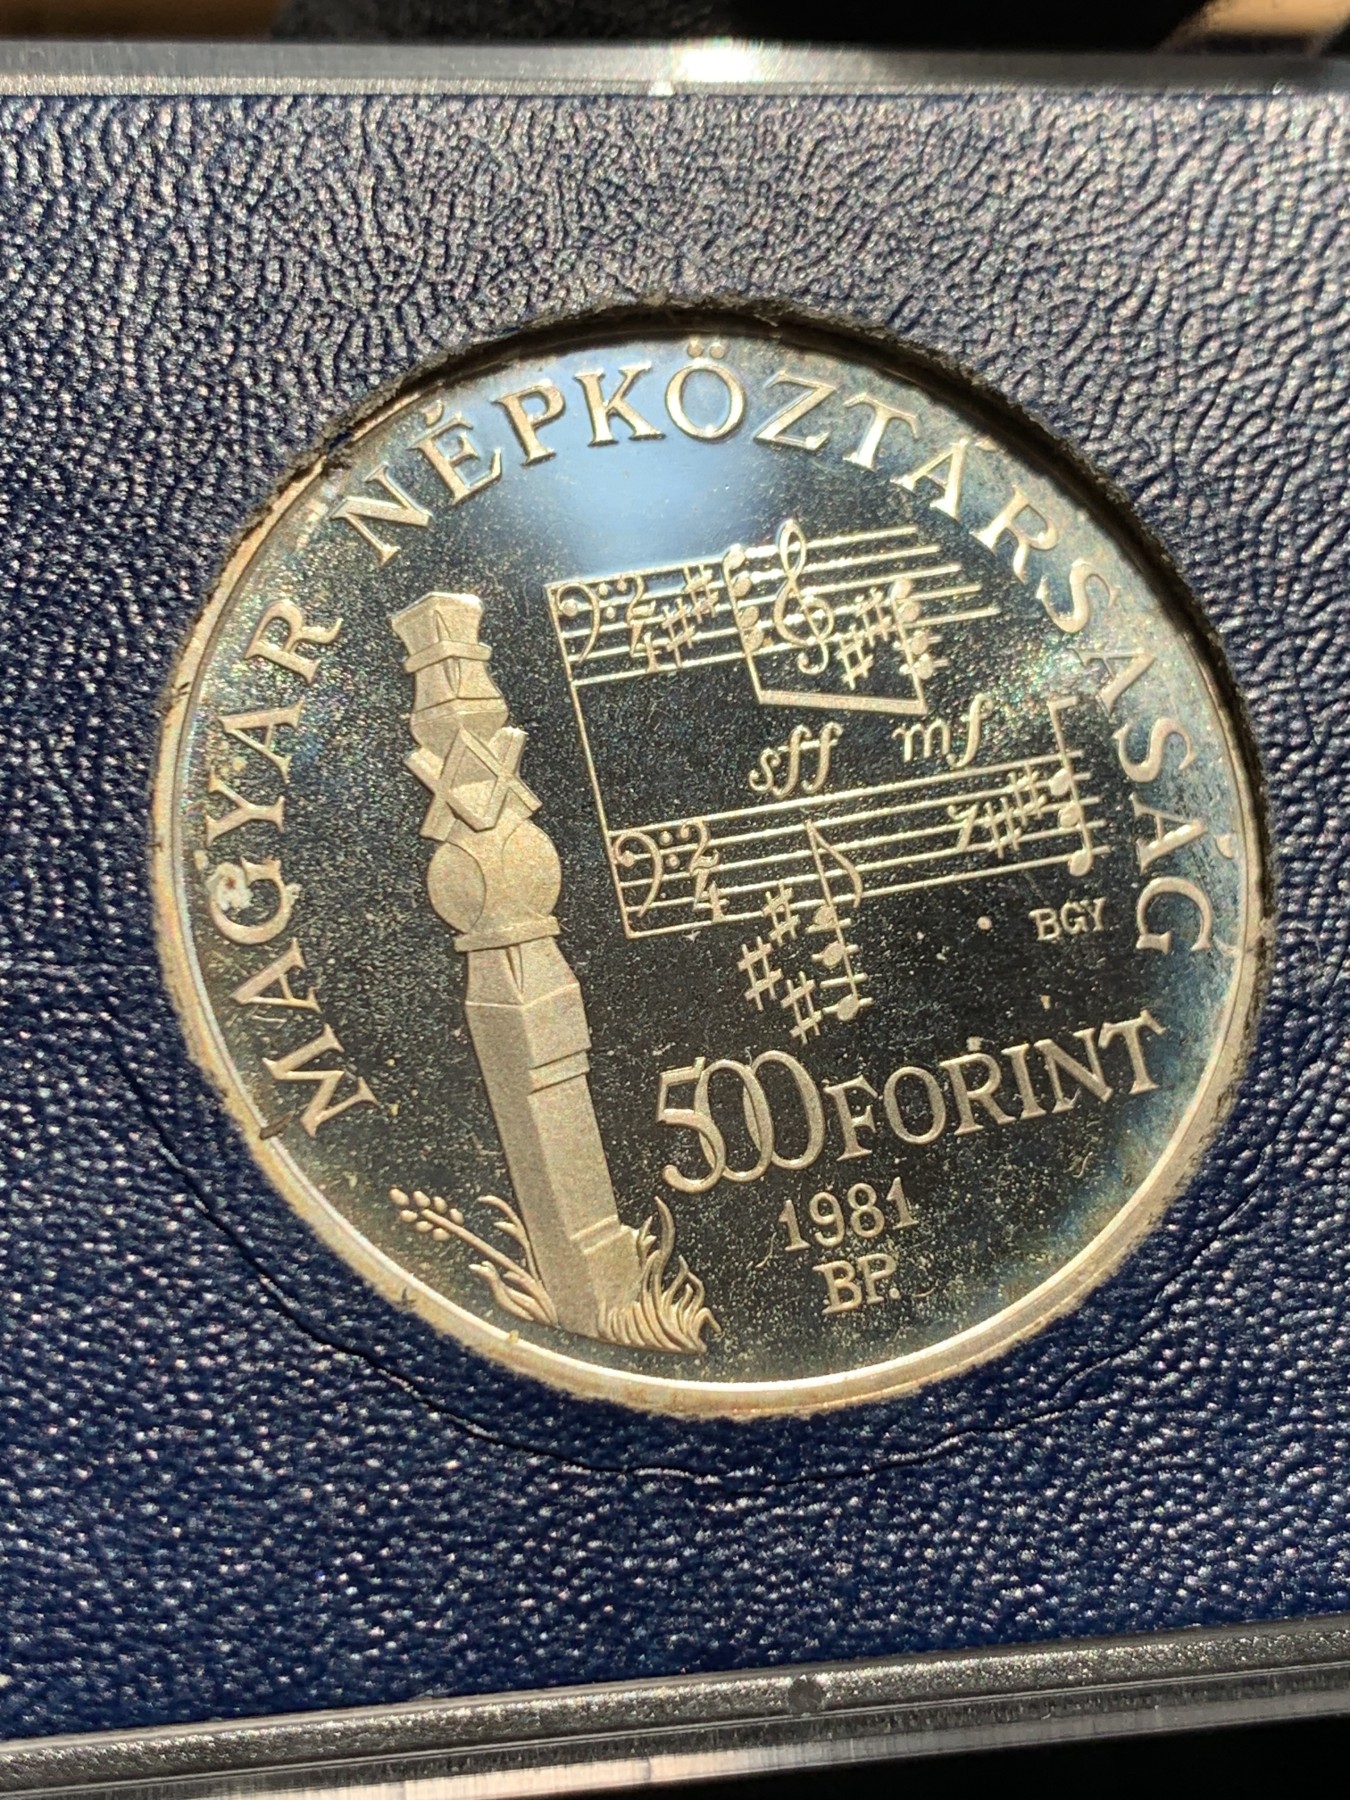 MAGYAR NÉPKÖZTÁRSASÁG
sff mf
BGY
500 FORINT
1981
BP.